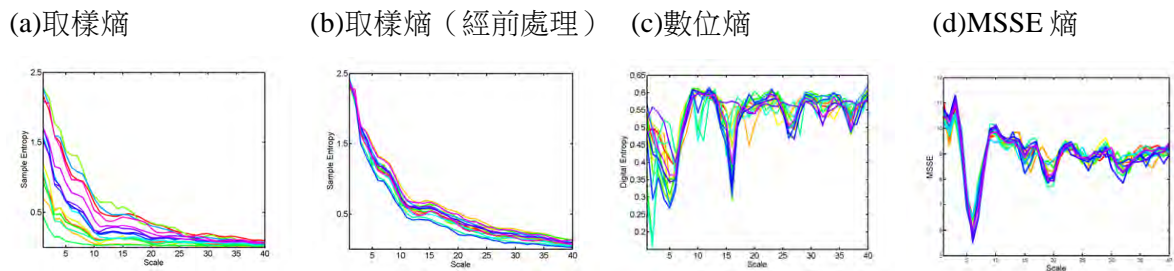 (a)取樣熵 (b)取樣熵（經前處理） (c)數位熵 (d)MSSE 熵
2.5
1.5
0.5
Sample Entropy
5 10 15 20 25 30 35 40
Scale
2.5
1.5
0.5
Sample Entropy
5 10 15 20 25 30 35 40
Scale
0.65
0.6
0.55
0.5
0.45
0.4
0.35
0.3
0.25
0.2
Digital Entropy
5 10 15 20 25 30 35 40
Scale
MSSE
Scale